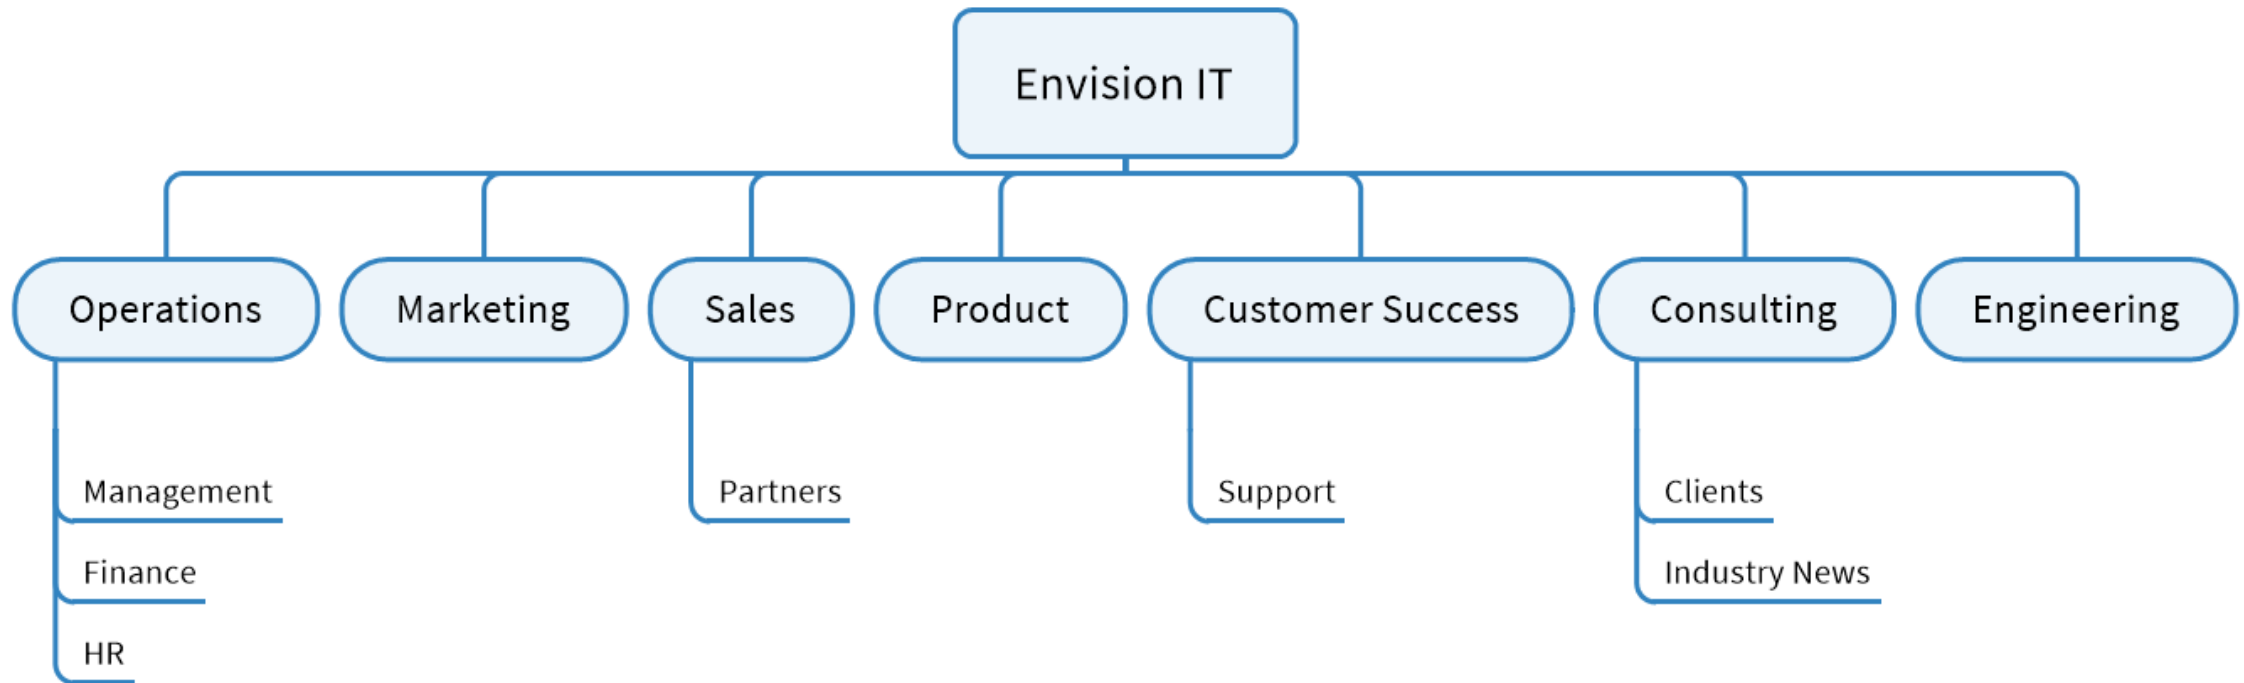 Envision IT
Operations
Marketing
Sales
Product
Customer Success
Consulting
Engineering
Management
Finance
HR
Partners
Support
Clients
Industry News